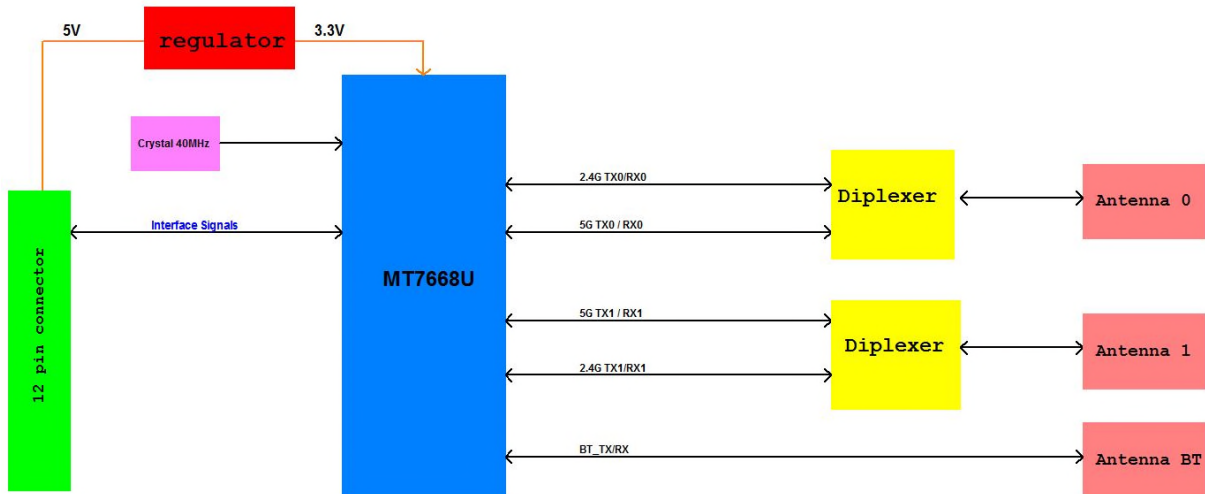 5V
regulator
3.3V
Crystal 40MHz
Interface Signals
12 pin connector
MT7668U
2.4G TX0/RX0
5G TX0 / RX0
Diplexer
Antenna 0
5G TX1 / RX1
2.4G TX1/RX1
Diplexer
Antenna 1
BT_TX/RX
Antenna BT